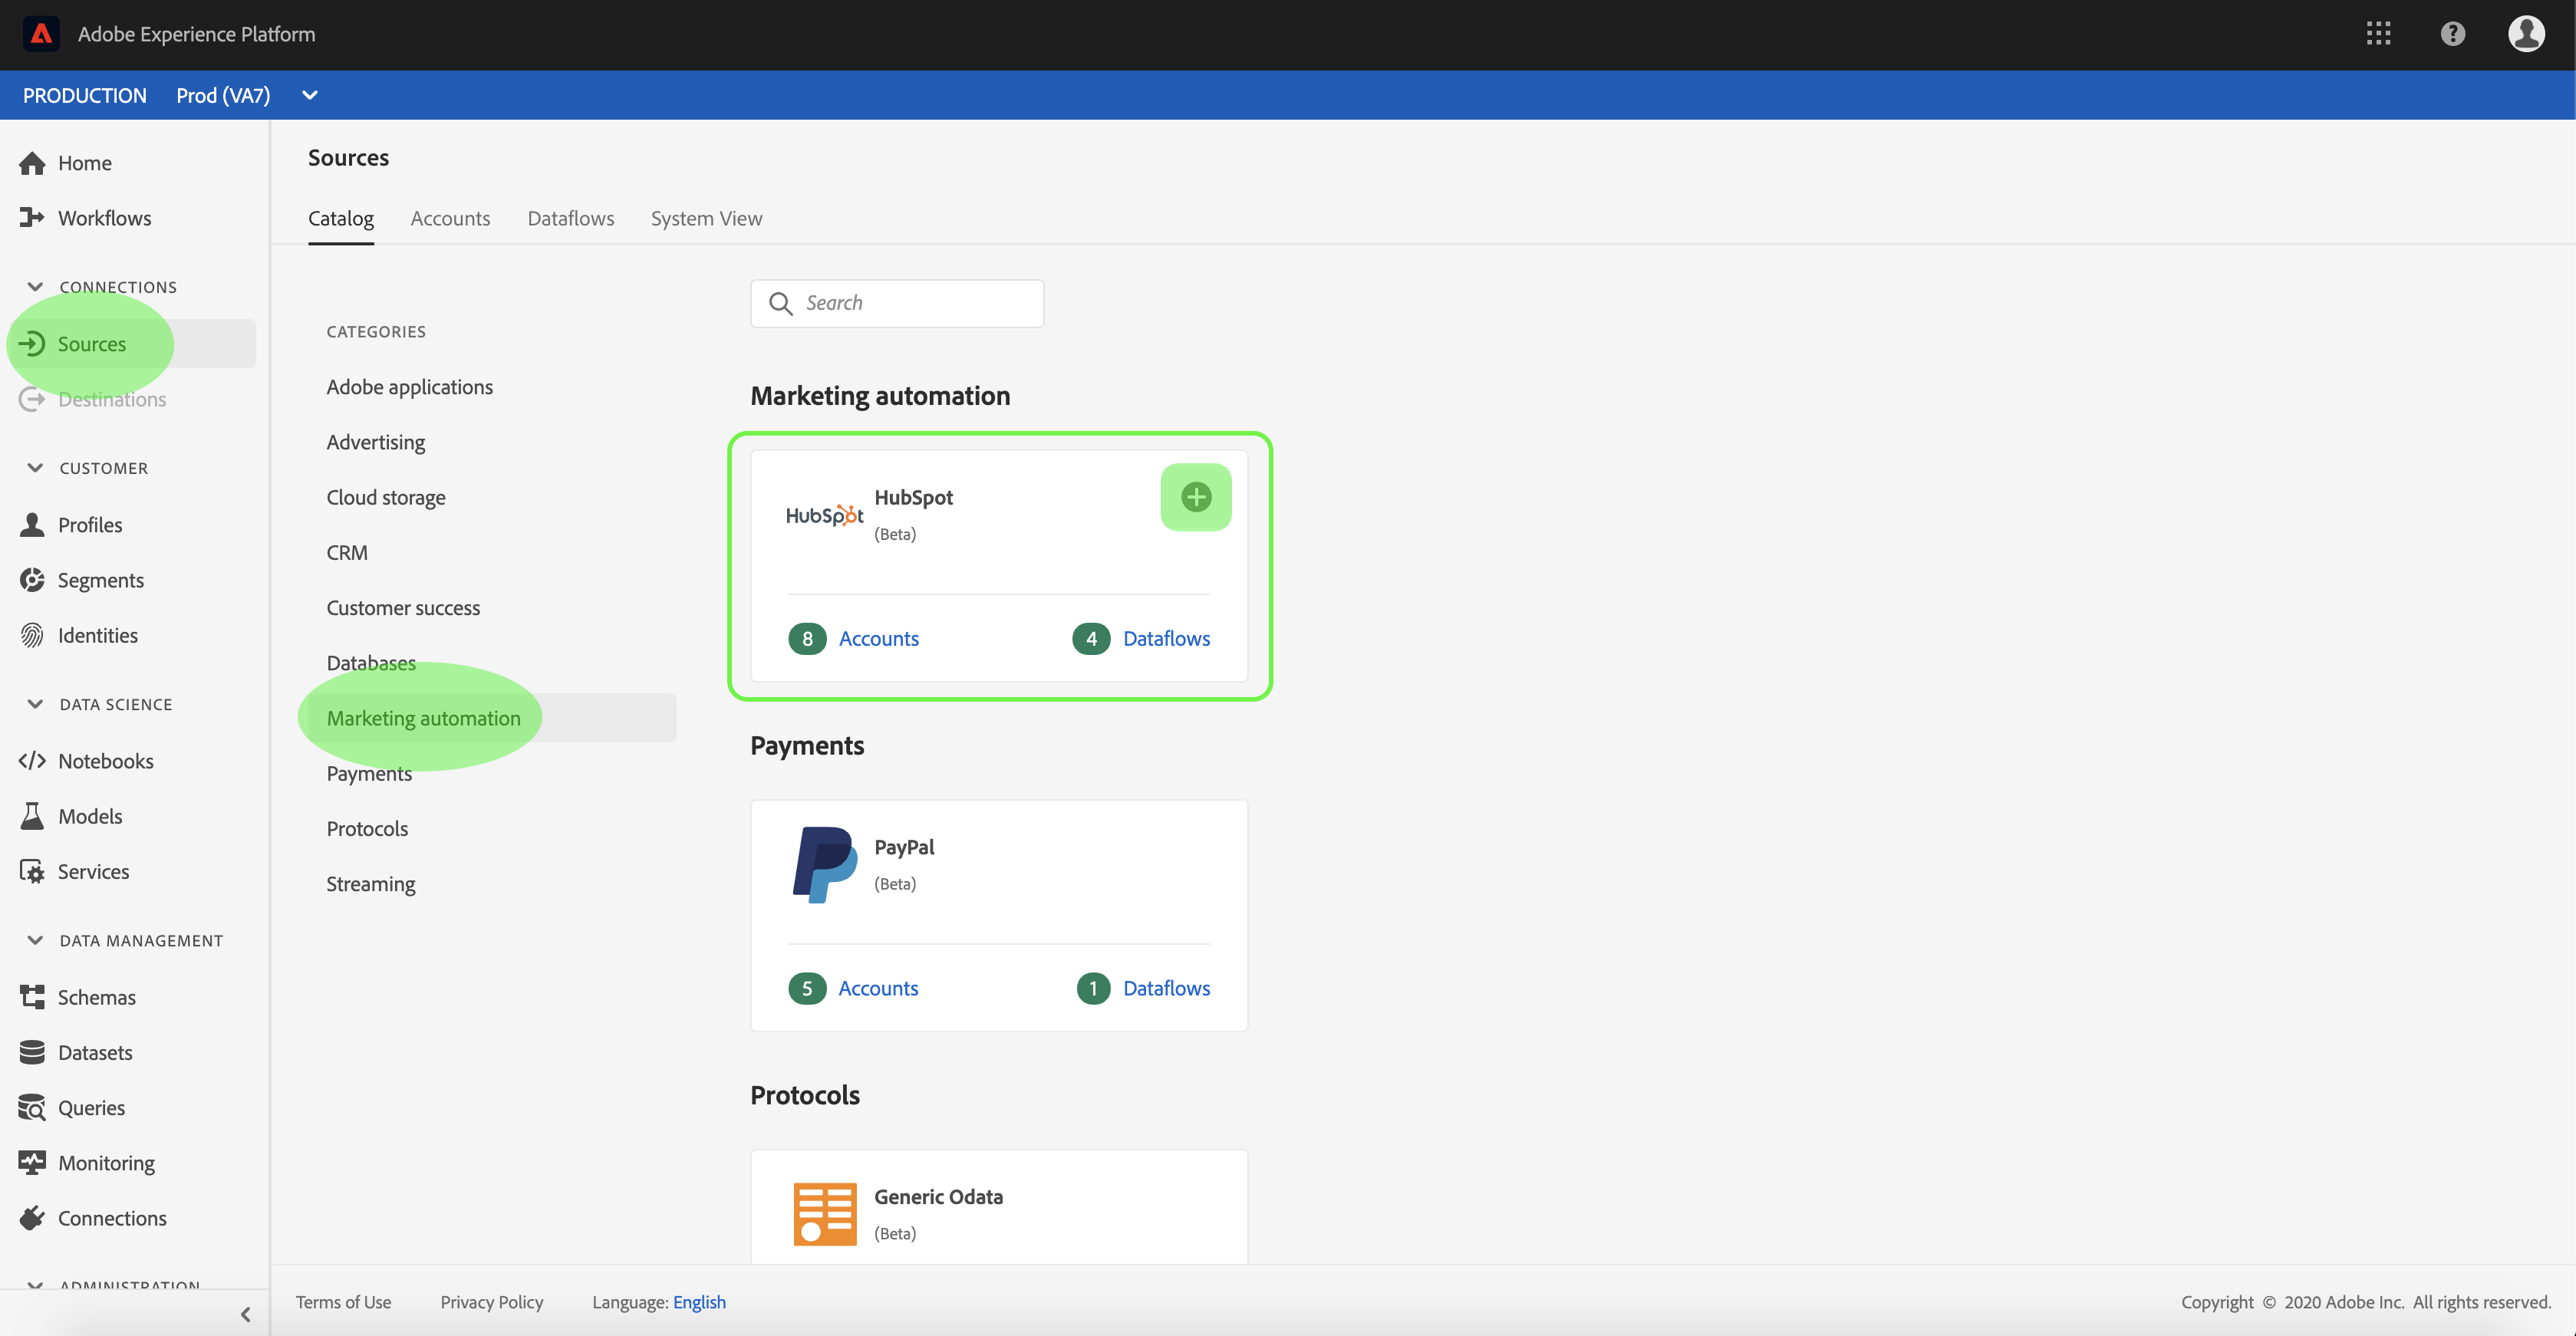 Adobe Experience Platform
PRODUCTION Prod (VA7)
Home
Workflows
CONNECTIONS
Sources
Destinations
CUSTOMER
Profiles
Segments
Identities
DATA SCIENCE
Notebooks
Models
Services
DATA MANAGEMENT
Schemas
Datasets
Queries
Monitoring
Connections
ADMINISTRATION
Sources
Catalog Accounts Dataflows System View
CATEGORIES
Adobe applications
Advertising
Cloud storage
CRM
Customer success
Databases
Marketing automation
Payments
Protocols
Streaming
Search
Marketing automation
HubSpot
HubSpot
(Beta)
8 Accounts 4 Dataflows
Payments
PayPal
(Beta)
5 Accounts 1 Dataflows
Protocols
Generic Odata
(Beta)
Terms of Use Privacy Policy Language: English
Copyright © 2020 Adobe Inc. All rights reserved.